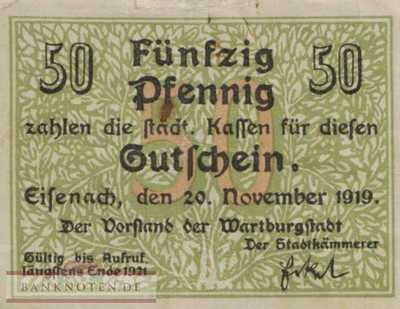 50 Fünfzig 50
Pfennig
zahlen die städt. Kassen für diesen
Gutschein.
50
Eisenach, den 20. November 1919.
Der Vorstand der Wartburgstadt
Der Stadtkämmerer
Gültig bis Aufruf.
längstens Ende 1921
BANKNOTEN.DE